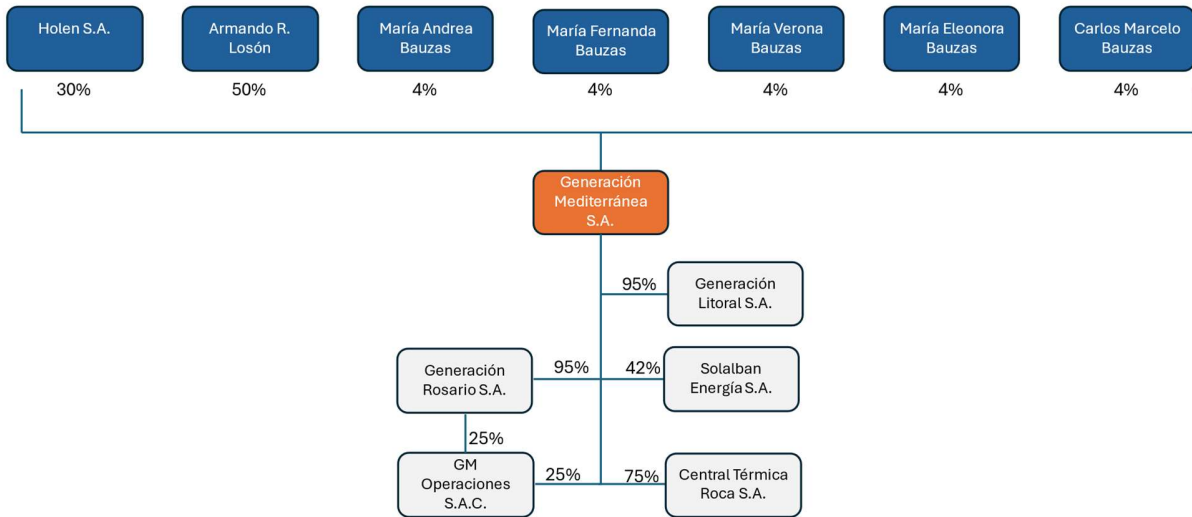 Holen S.A.
Armando R.
Losón
María Andrea
Bauzas
María Fernanda
Bauzas
María Verona
Bauzas
María Eleonora
Bauzas
Carlos Marcelo
Bauzas
30%
50%
4%
4%
4%
4%
4%
Generación
Mediterránea
S.A.
95%
Generación
Litoral S.A.
Generación
Rosario S.A.
95%
42%
Solalban
Energía S.A.
25%
GM
Operaciones
S.A.C.
25%
75%
Central Térmica
Roca S.A.